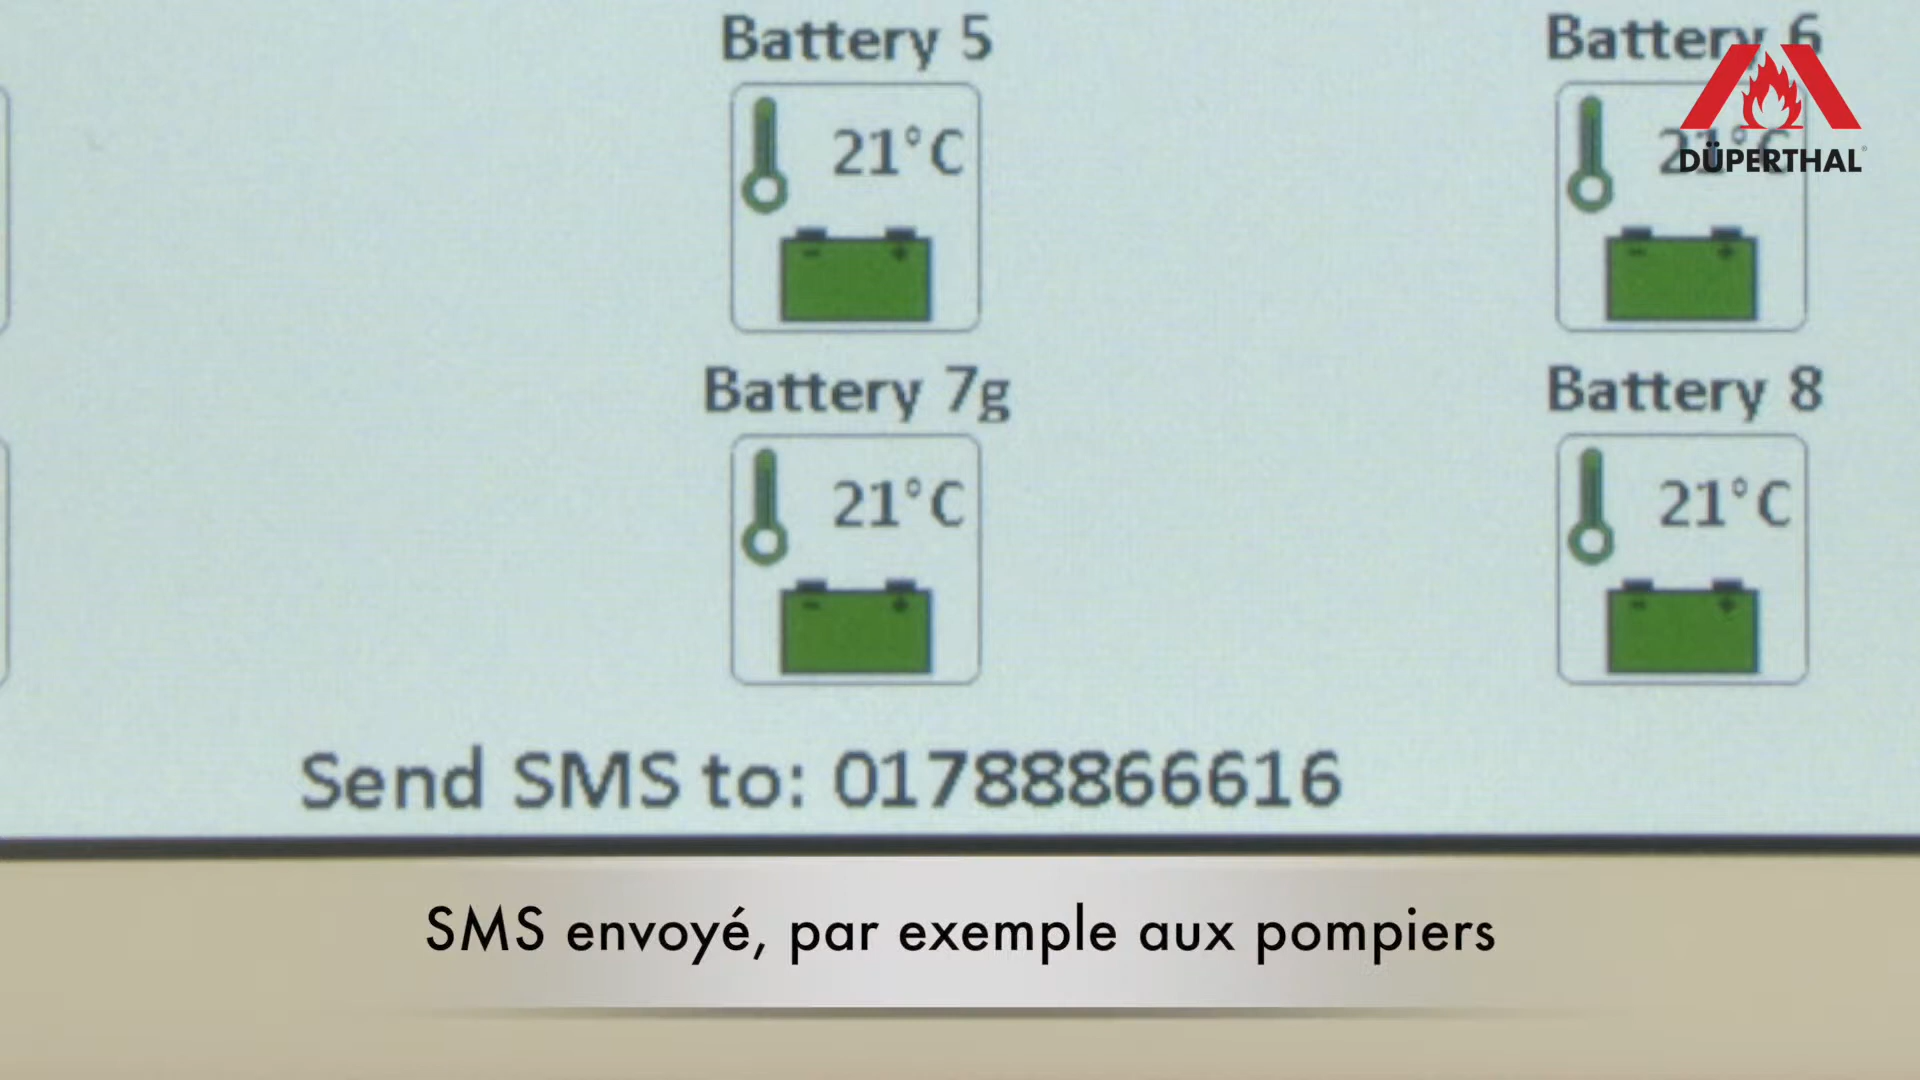 Battery 5
Battery 6
21°C
21°C
DÜPERTHAL
Battery 7g
Battery 8
21°C
21°C
Send SMS to: 01788866616
SMS envoyé, par exemple aux pompiers